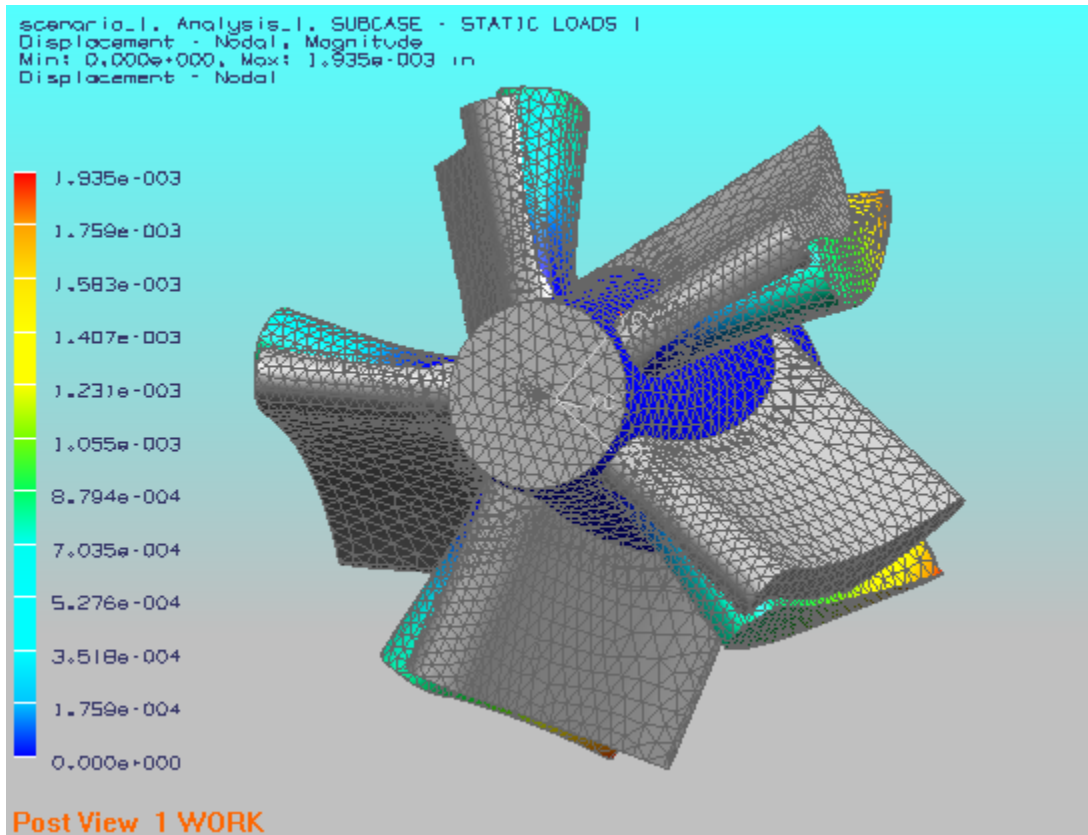 scenario_1, Analysis_1, SUBCASE - STATIC LOADS 1
Displacement - Nodal, Magnitude
Min: 0.000e+000, Max: 1.935e-003 in
Displacement - Nodal
1.935e-003
1.759e-003
1.583e-003
1.407e-003
1.231e-003
1.055e-003
8.794e-004
7.035e-004
5.276e-004
3.518e-004
1.759e-004
0.000e+000
Post View 1 WORK